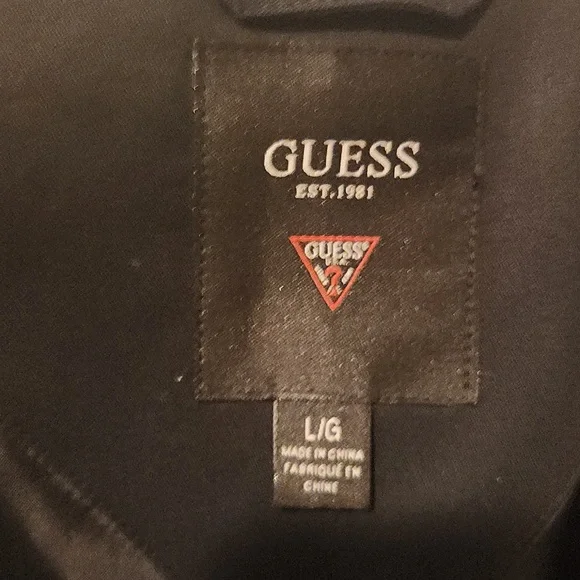 GUESS
EST.1981
GUESS
L/G
MADE IN CHINA
FABRIQUÉ EN
CHINE